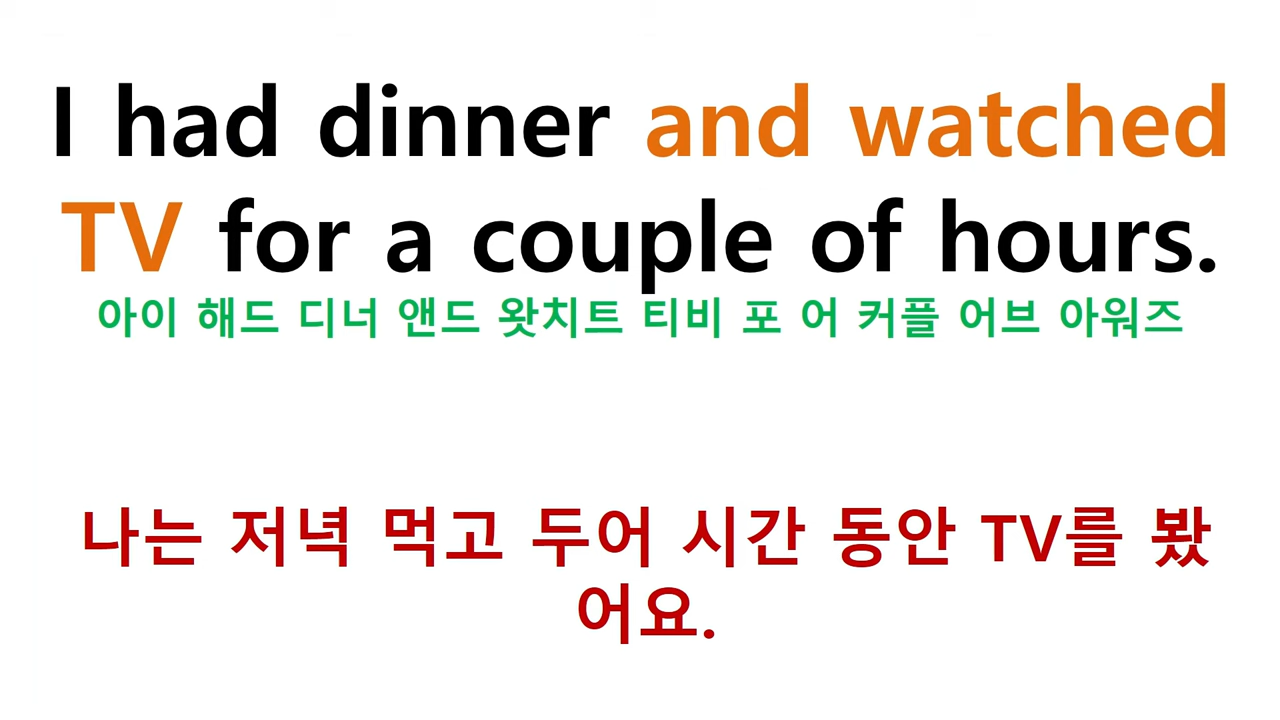 I had dinner and watched
TV for a couple of hours.
아이 해드 디너 앤드 왓치트 티비 포 어 커플 어브 아워즈
나는 저녁 먹고 두어 시간 동안 TV를 봤
어요.